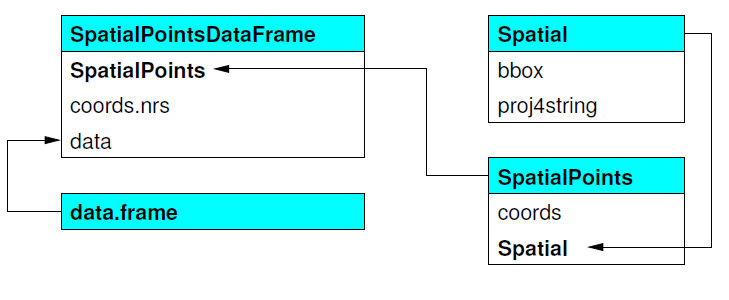 SpatialPointsDataFrame
SpatialPoints
coords.nrs
data
data.frame
Spatial
bbox
proj4string
SpatialPoints
coords
Spatial